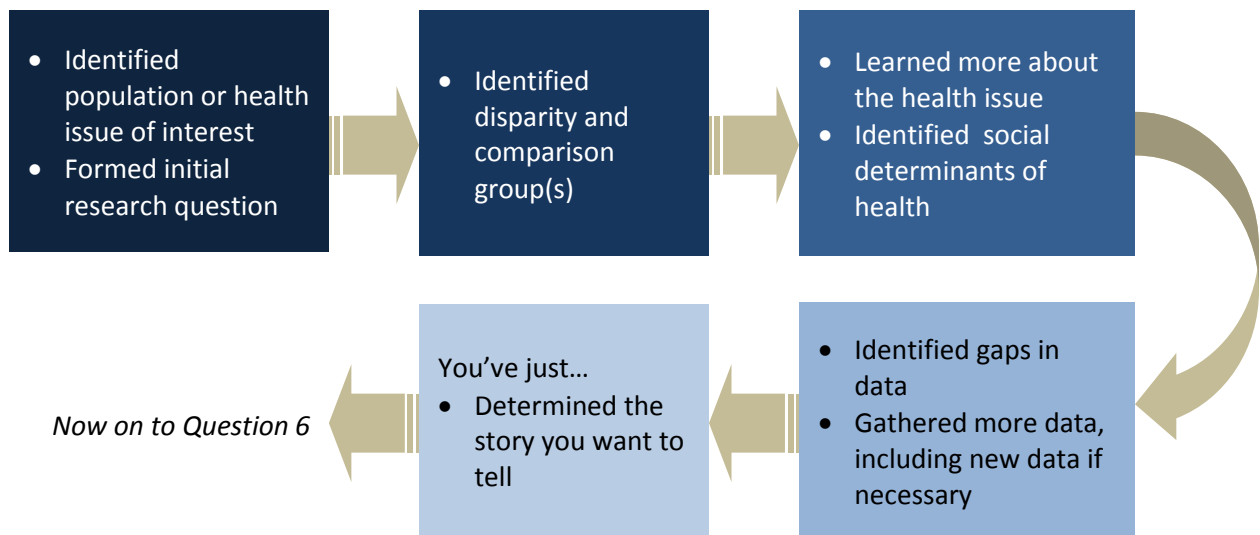 • Identified
population or health
issue of interest
• Formed initial
research question
• Identified
disparity and
comparison
group(s)
• Learned more about
the health issue
• Identified social
determinants of
health
• Identified gaps in
data
• Gathered more data,
including new data if
necessary
You’ve just…
• Determined the
story you want to
tell
Now on to Question 6